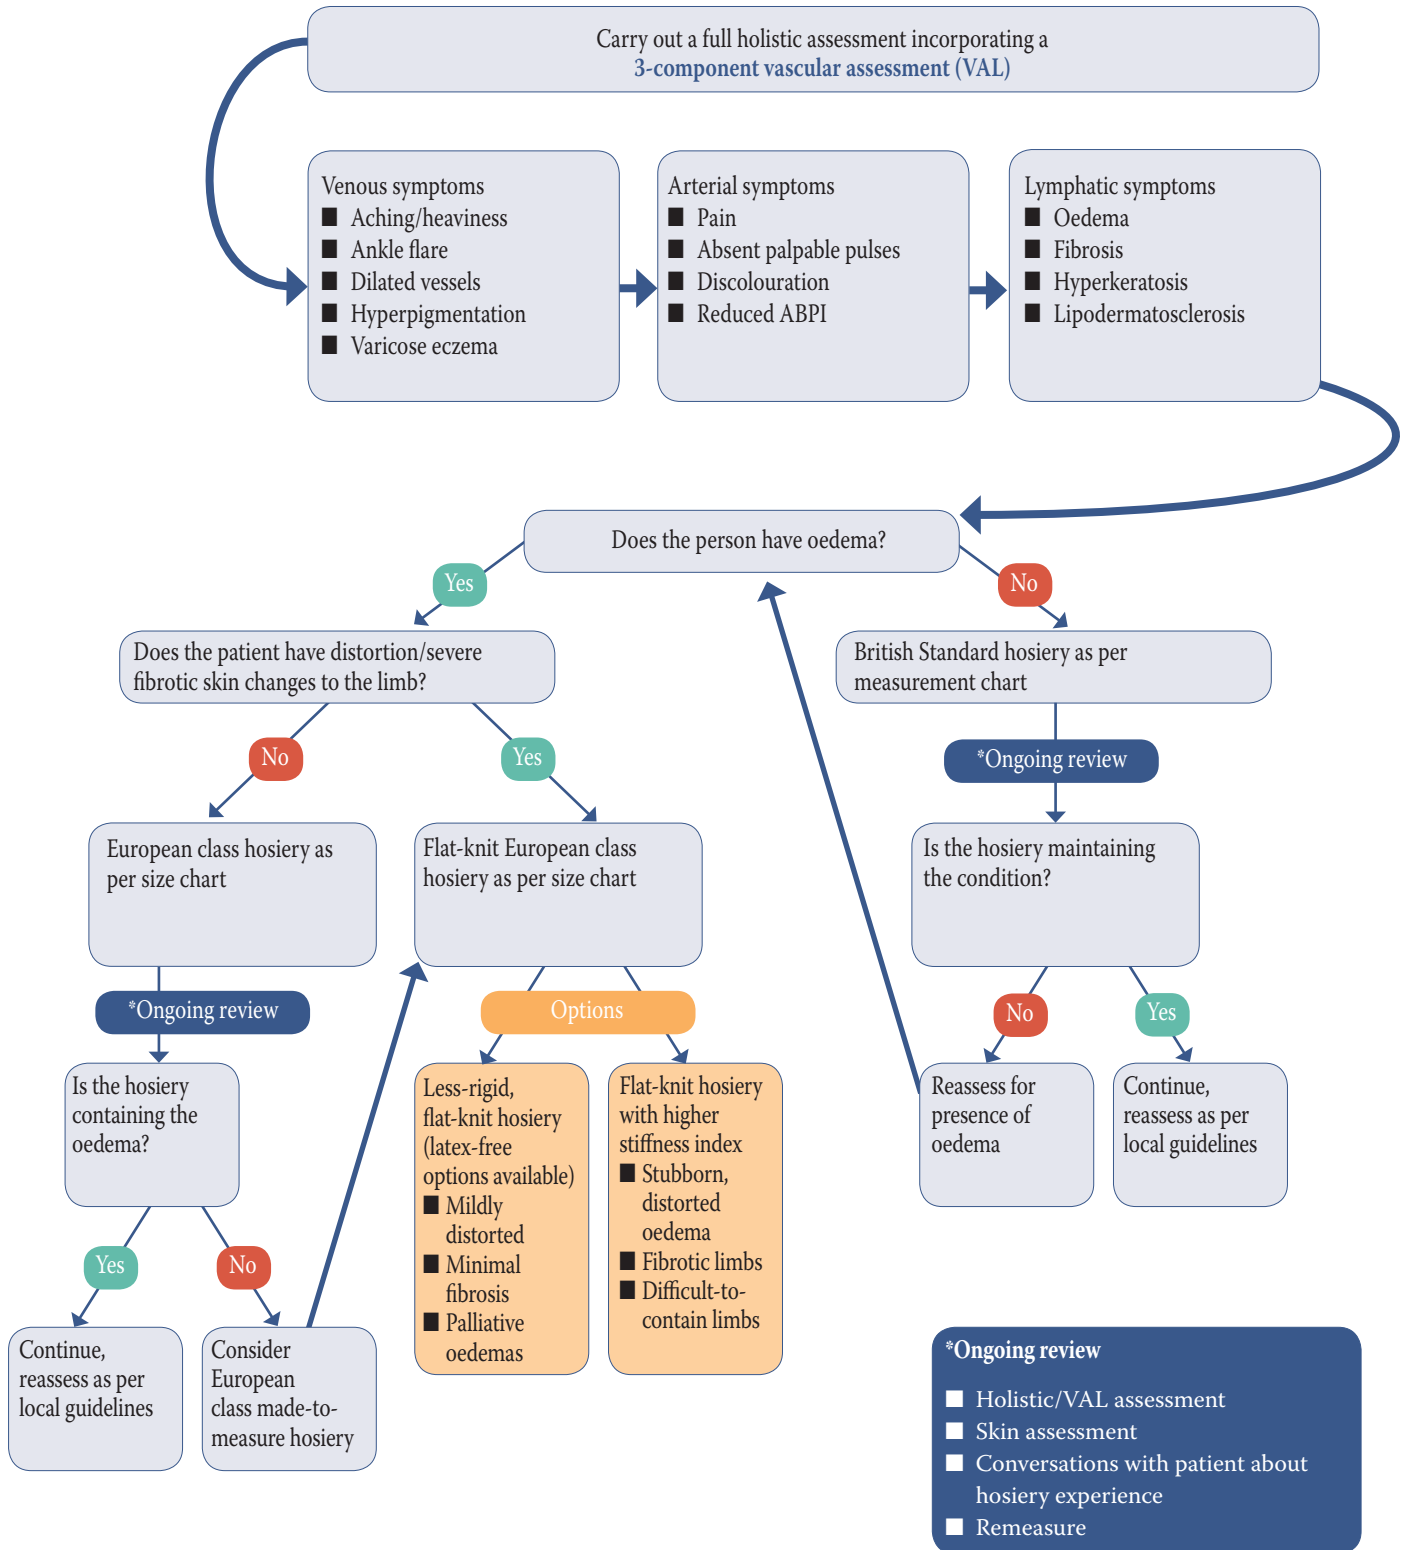 Carry out a full holistic assessment incorporating a
3-component vascular assessment (VAL)
Venous symptoms
■ Aching/heaviness
■ Ankle flare
■ Dilated vessels
■ Hyperpigmentation
■ Varicose eczema
Arterial symptoms
■ Pain
■ Absent palpable pulses
■ Discolouration
■ Reduced ABPI
Lymphatic symptoms
■ Oedema
■ Fibrosis
■ Hyperkeratosis
■ Lipodermatosclerosis
Does the person have oedema?
Yes
No
Does the patient have distortion/severe
fibrotic skin changes to the limb?
British Standard hosiery as per
measurement chart
No
Yes
*Ongoing review
European class hosiery as
per size chart
Flat-knit European class
hosiery as per size chart
Is the hosiery maintaining
the condition?
*Ongoing review
Options
No
Yes
Is the hosiery
containing the
oedema?
Less-rigid,
flat-knit hosiery
(latex-free
options available)
■ Mildly
distorted
■ Minimal
fibrosis
■ Palliative
oedemas
Flat-knit hosiery
with higher
stiffness index
■ Stubborn,
distorted
oedema
■ Fibrotic limbs
■ Difficult-to-
contain limbs
Reassess for
presence of
oedema
Continue,
reassess as per
local guidelines
Yes
No
Continue,
reassess as per
local guidelines
Consider
European
class made-to-
measure hosiery
*Ongoing review
■ Holistic/VAL assessment
■ Skin assessment
■ Conversations with patient about
hosiery experience
■ Remeasure